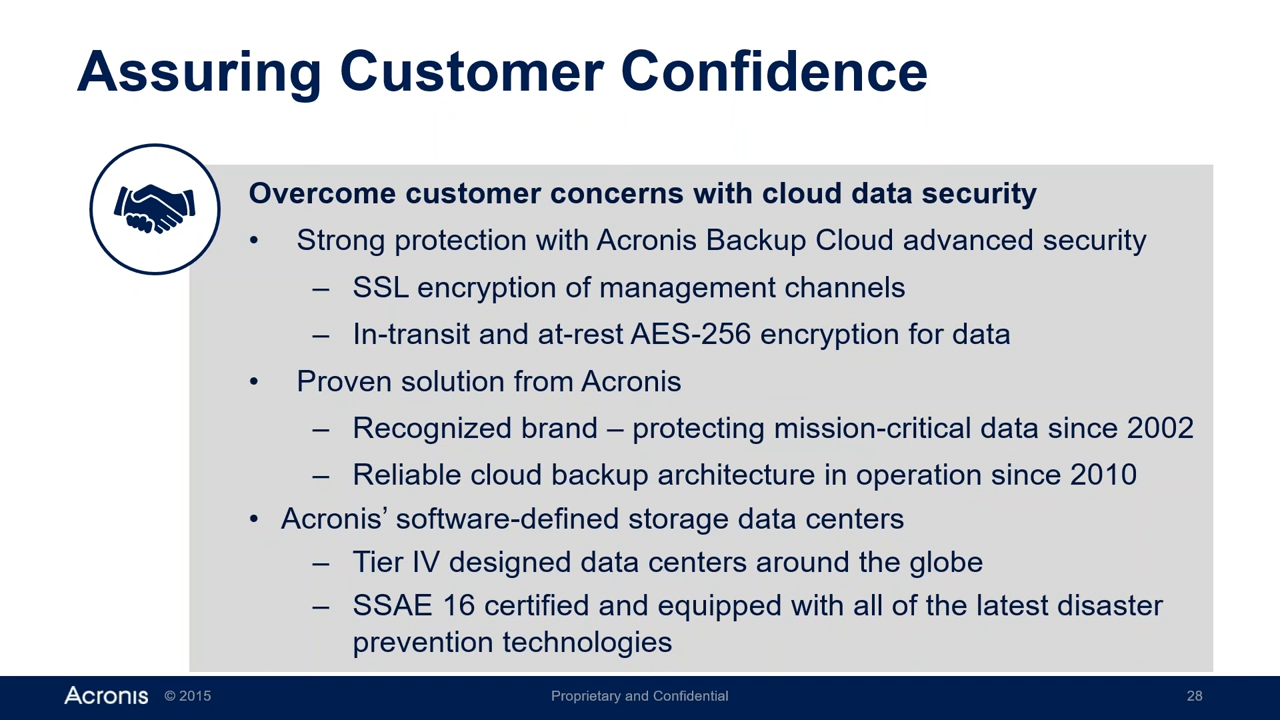 Assuring Customer Confidence
Overcome customer concerns with cloud data security
• Strong protection with Acronis Backup Cloud advanced security
– SSL encryption of management channels
– In-transit and at-rest AES-256 encryption for data
• Proven solution from Acronis
– Recognized brand – protecting mission-critical data since 2002
– Reliable cloud backup architecture in operation since 2010
• Acronis’ software-defined storage data centers
– Tier IV designed data centers around the globe
– SSAE 16 certified and equipped with all of the latest disaster
prevention technologies
Acronis © 2015 Proprietary and Confidential 28